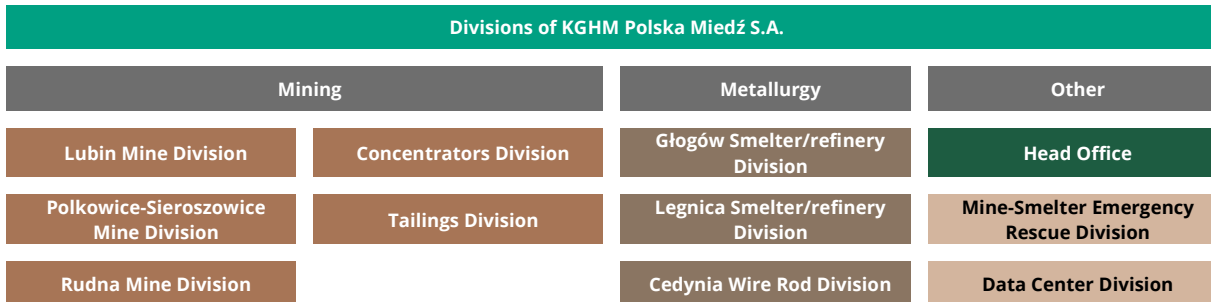 Divisions of KGHM Polska Miedź S.A.
Mining
Metallurgy
Other
Lubin Mine Division
Concentrators Division
Głogów Smelter/refinery
Division
Head Office
Polkowice-Sieroszowice
Mine Division
Tailings Division
Legnica Smelter/refinery
Division
Mine-Smelter Emergency
Rescue Division
Rudna Mine Division
Cedynia Wire Rod Division
Data Center Division